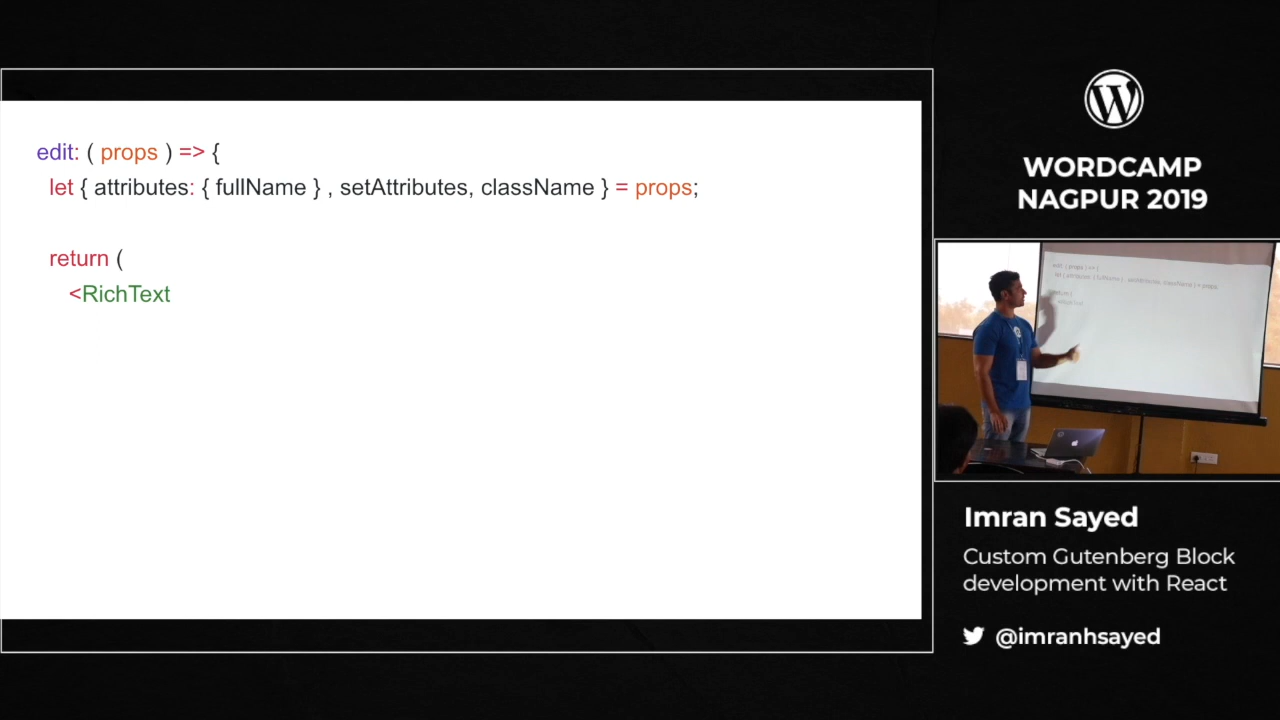 edit: ( props ) => {
let { attributes: { fullName } , setAttributes, className } = props;
return (
<RichText
WORDCAMP
NAGPUR 2019
Imran Sayed
Custom Gutenberg Block
development with React
@imranhsayed